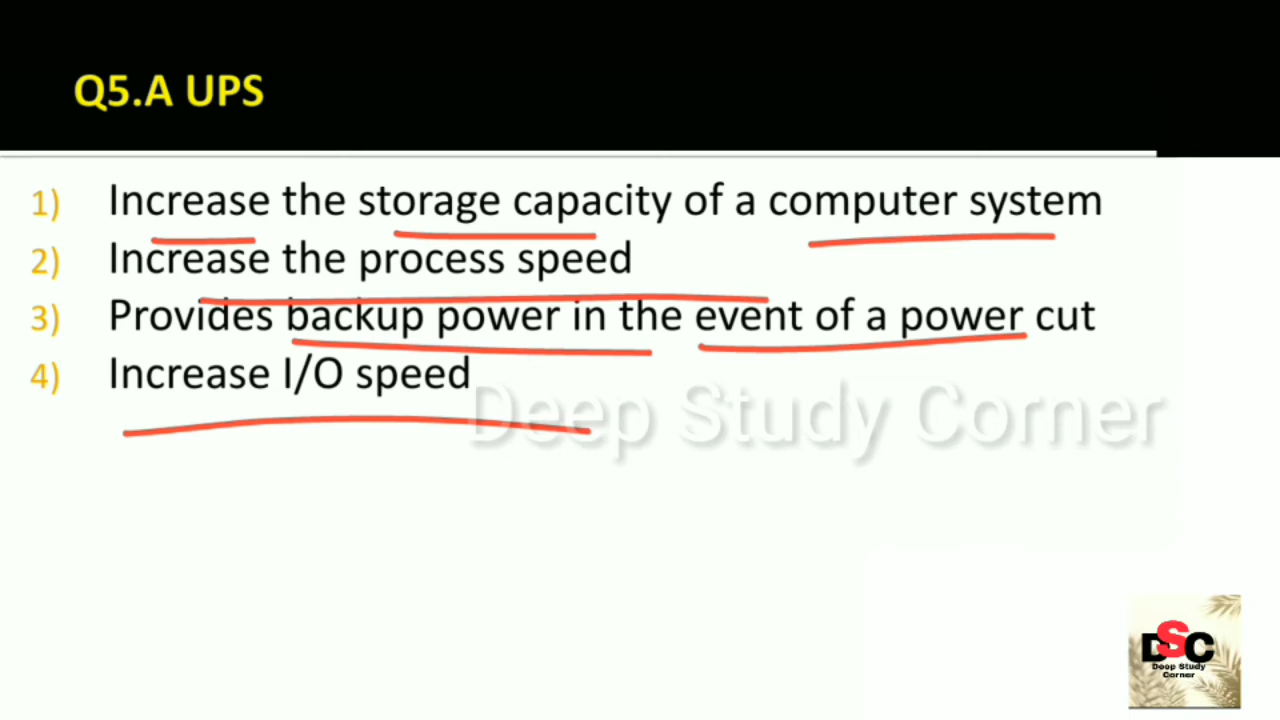 Q5.A UPS
1) Increase the storage capacity of a computer system
2) Increase the process speed
3) Provides backup power in the event of a power cut
4) Increase I/O speed
Deep Study Corner
DSC
Deep Study
Corner